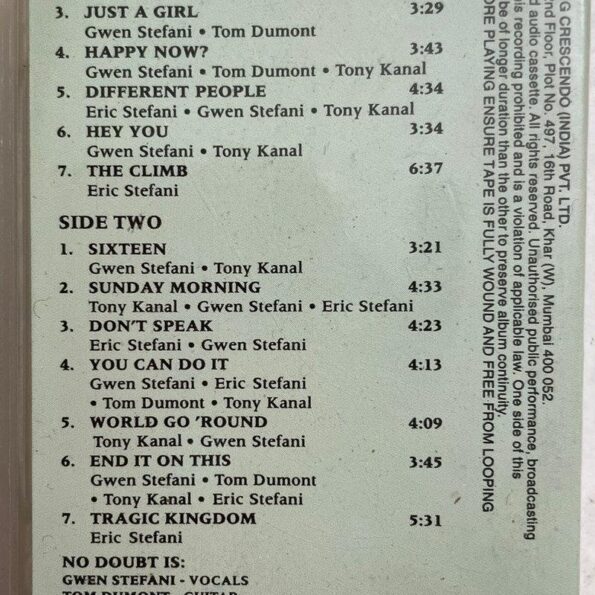 3. JUST A GIRL 3:29
Gwen Stefani • Tom Dumont
4. HAPPY NOW? 3:43
Gwen Stefani • Tom Dumont • Tony Kanal
5. DIFFERENT PEOPLE 4:34
Eric Stefani • Gwen Stefani • Tony Kanal
6. HEY YOU 3:34
Gwen Stefani • Tony Kanal
7. THE CLIMB 6:37
Eric Stefani
SIDE TWO
1. SIXTEEN 3:21
Gwen Stefani • Tony Kanal
2. SUNDAY MORNING 4:33
Tony Kanal • Gwen Stefani • Eric Stefani
3. DON'T SPEAK 4:23
Eric Stefani • Gwen Stefani
4. YOU CAN DO IT 4:13
Gwen Stefani • Eric Stefani
• Tom Dumont • Tony Kanal
5. WORLD GO 'ROUND 4:09
Tony Kanal • Gwen Stefani
6. END IT ON THIS 3:45
Gwen Stefani • Tom Dumont
• Tony Kanal • Eric Stefani
7. TRAGIC KINGDOM 5:31
Eric Stefani
NO DOUBT IS:
GWEN STEFANI - VOCALS
TOM DUMONT - GUITAR
G CRESCENDO (INDIA) PVT. LTD.
nd Floor, Plot No. 497, 16th Road, Khar (W), Mumbai 400 052.
d audio cassette. All rights reserved. Unauthorised public performance, broadcasting
his recording prohibited and is a violation of applicable law. One side of this
be of longer duration than the other to preserve album continuity.
ORE PLAYING ENSURE TAPE IS FULLY WOUND AND FREE FROM LOOPING